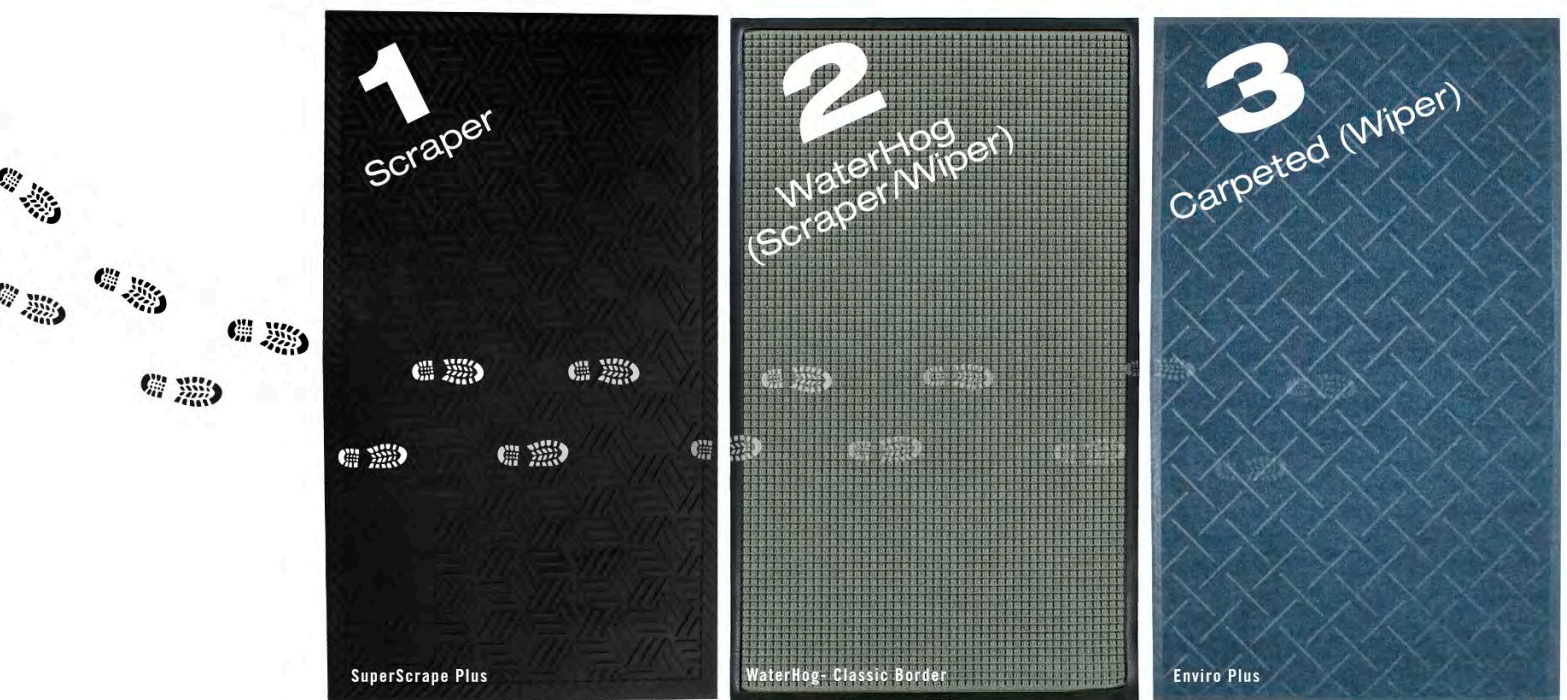 1
Scraper
SuperScrape Plus
2
WaterHog
(Scraper/Wiper)
WaterHog- Classic Border
3
Carpeted (Wiper)
Enviro Plus